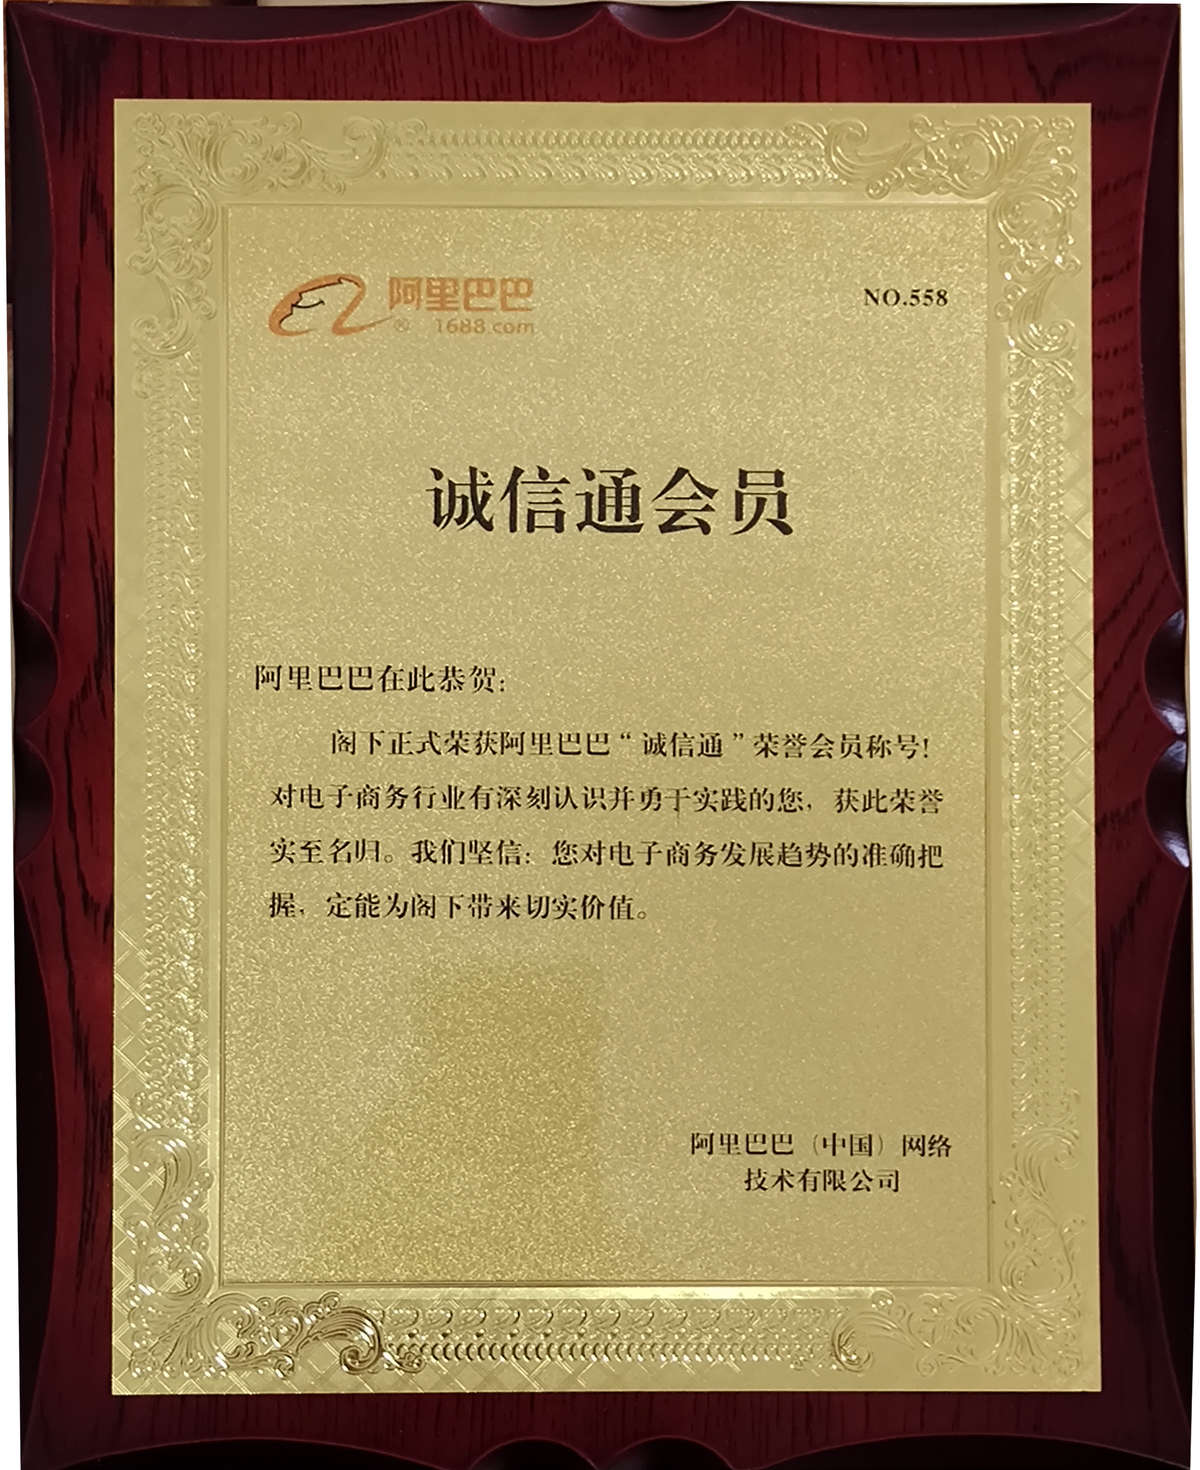 阿里巴巴
® 1688.com
NO.558
诚信通会员
阿里巴巴在此恭贺:
阁下正式荣获阿里巴巴“诚信通”荣誉会员称号!
对电子商务行业有深刻认识并勇于实践的您,获此荣誉
实至名归。我们坚信:您对电子商务发展趋势的准确把
握,定能为阁下带来切实价值。
阿里巴巴(中国)网络
技术有限公司